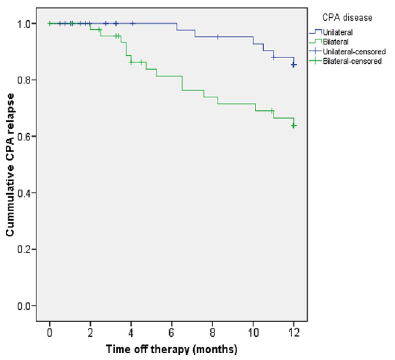 CPA disease
Unilateral
Bilateral
Unilateral-censored
Bilateral-censored
1.0
0.8
0.6
0.4
0.2
0.0
Cummulative CPA relapse
0 2 4 6 8 10 12
Time off therapy (months)